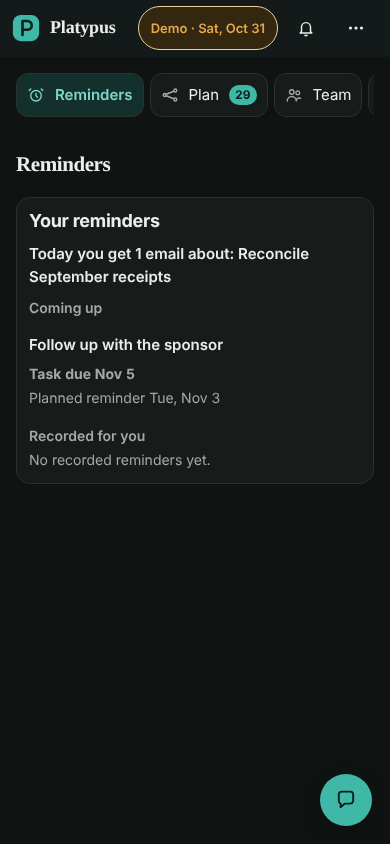 Platypus
Demo · Sat, Oct 31
Reminders
Plan 29
Team
Reminders
Your reminders
Today you get 1 email about: Reconcile
September receipts
Coming up
Follow up with the sponsor
Task due Nov 5
Planned reminder Tue, Nov 3
Recorded for you
No recorded reminders yet.